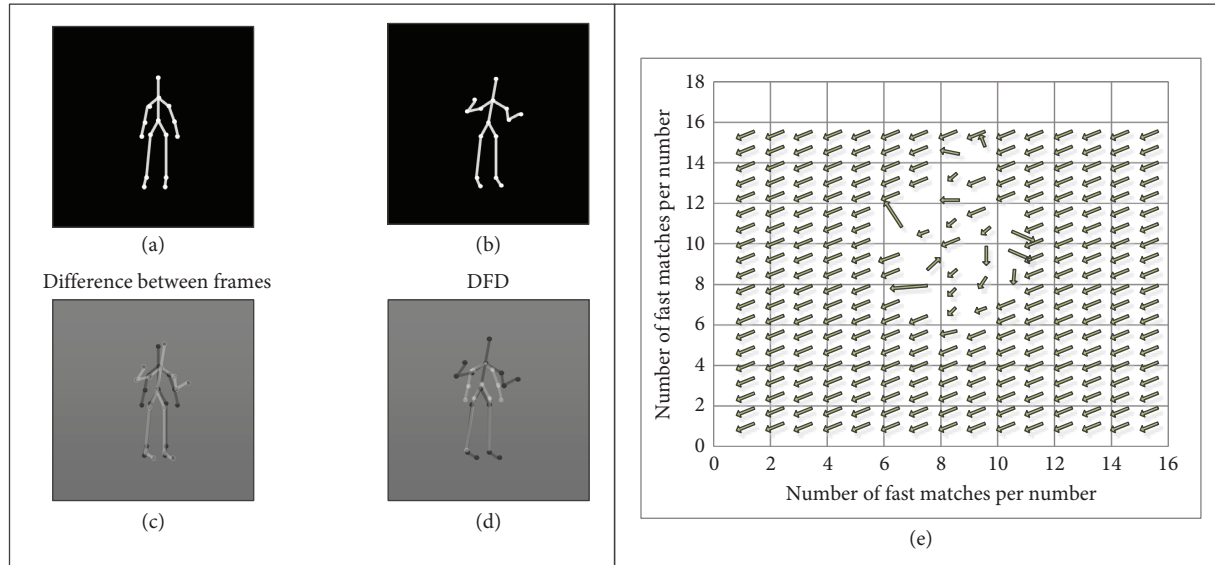 (a)
(b)
Difference between frames
DFD
(c)
(d)
Number of fast matches per number
18
16
14
12
10
8
6
4
2
0
0 2 4 6 8 10 12 14 16
Number of fast matches per number
(e)